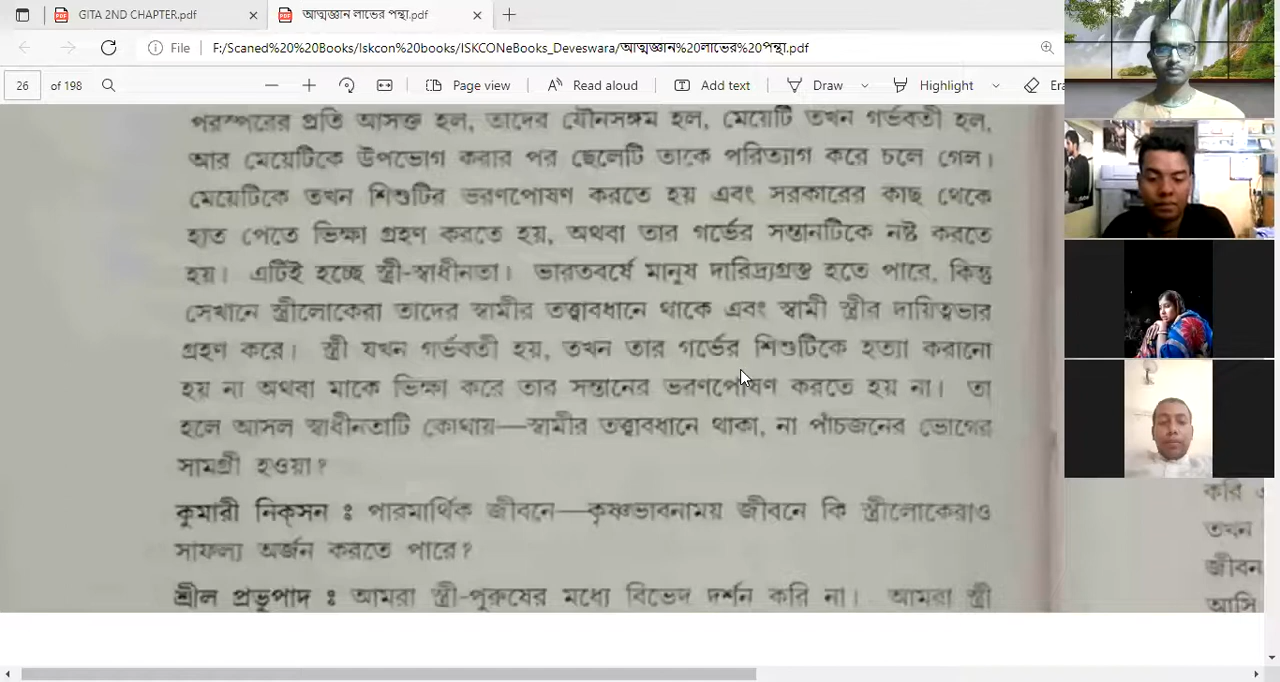 GITA 2ND CHAPTER.pdf
আত্মজ্ঞান লাভের পন্থা.pdf
File
F:/Scaned%20%20Books/Iskcon%20books/ISKCONeBooks_Deveswara/আত্মজ্ঞান%20লাভের%20পন্থা.pdf
26 of 198 Page view Read aloud Add text Draw Highlight Era
পরস্পরের প্রতি আসক্ত হল, তাদের যৌনসঙ্গম হল, মেয়েটি তখন গর্ভবতী হল,
আর মেয়েটিকে উপভোগ করার পর ছেলেটি তাকে পরিত্যাগ করে চলে গেল।
মেয়েটিকে তখন শিশুটির ভরণপোষণ করতে হয় এবং সরকারের কাছ থেকে
হাত পেতে ভিক্ষা গ্রহণ করতে হয়, অথবা তার গর্ভের সন্তানটিকে নষ্ট করতে
হয়। এটিই হচ্ছে স্ত্রী-স্বাধীনতা। ভারতবর্ষে মানুষ দারিদ্র্যগ্রস্ত হতে পারে, কিন্তু
সেখানে স্ত্রীলোকেরা তাদের স্বামীর তত্ত্বাবধানে থাকে এবং স্বামী স্ত্রীর দায়িত্বভার
গ্রহণ করে। স্ত্রী যখন গর্ভবতী হয়, তখন তার গর্ভের শিশুটিকে হত্যা করানো
হয় না অথবা মাকে ভিক্ষা করে তার সন্তানের ভরণপোষণ করতে হয় না। তা
হলে আসল স্বাধীনতাটি কোথায়—স্বামীর তত্ত্বাবধানে থাকা, না পাঁচজনের ভোগের
সামগ্রী হওয়া?
কুমারী নিক্সন : পারমার্থিক জীবনে—কৃষ্ণভাবনাময় জীবনে কি স্ত্রীলোকেরাও
সাফল্য অর্জন করতে পারে?
শ্রীল প্রভুপাদ : আমরা স্ত্রী-পুরুষের মধ্যে বিভেদ দর্শন করি না। আমরা স্ত্রী
করি
তখন
জীবন
আসি